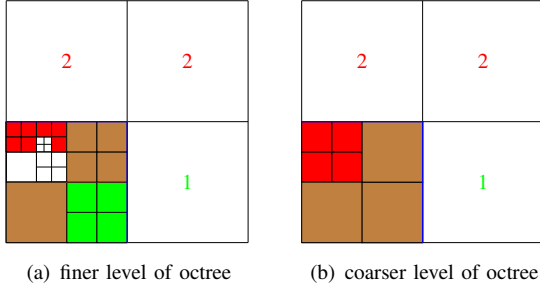 2 2 2 2
1 1
(a) finer level of octree (b) coarser level of octree